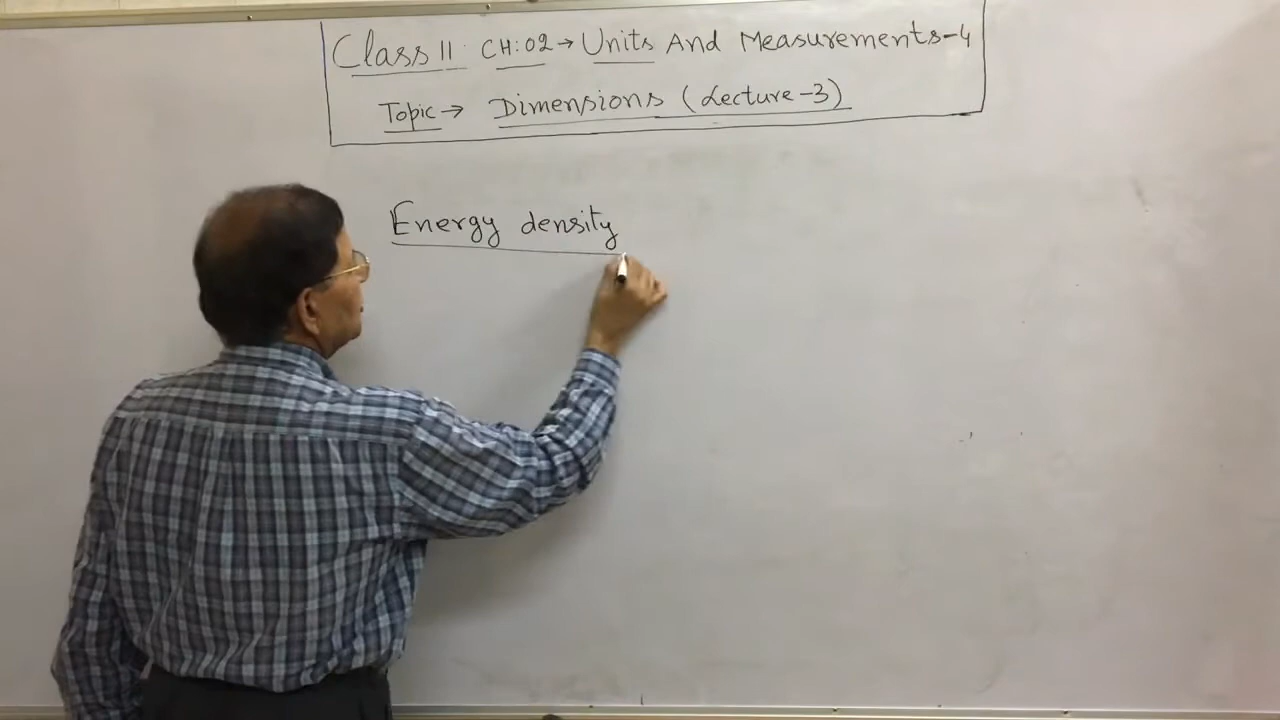 Class 11 CH:02→ Units And Measurements-4
Topic→ Dimensions (Lecture-3)
Energy density